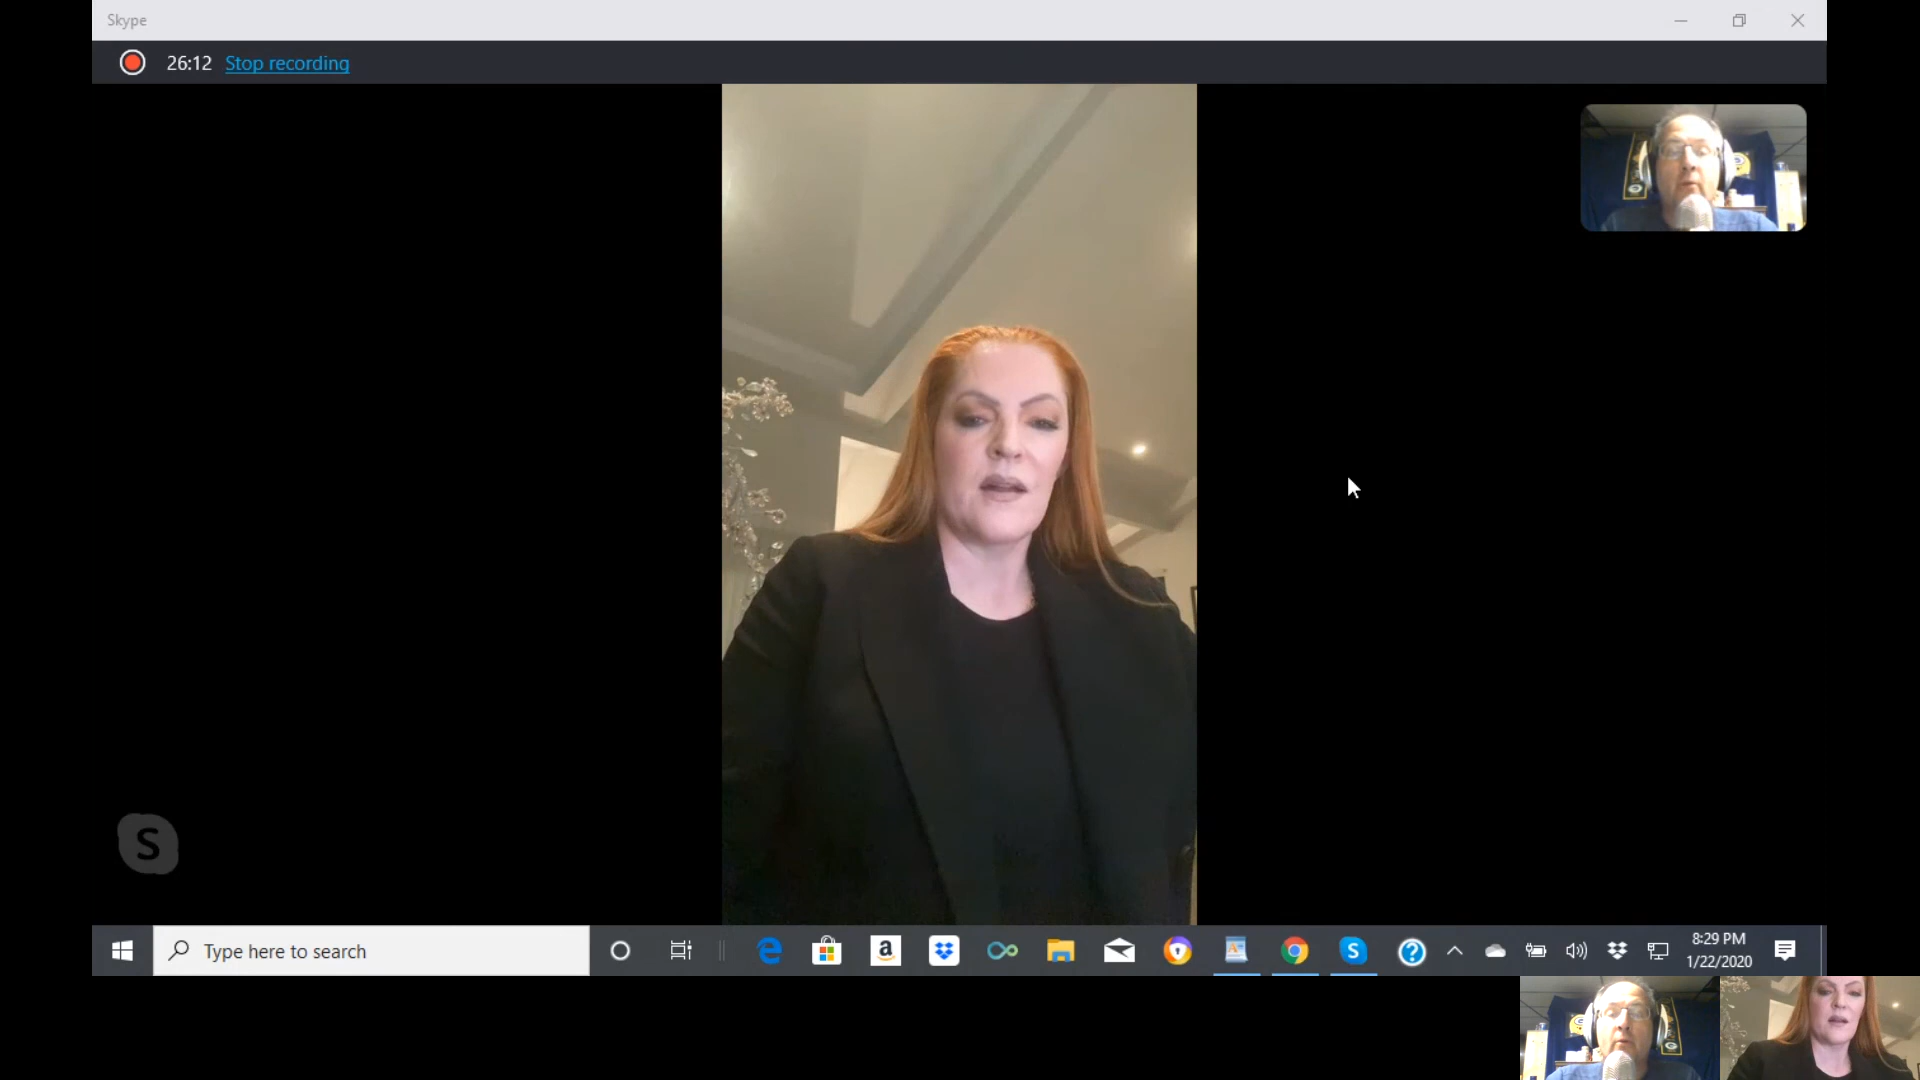 Skype
26:12 Stop recording
S
Type here to search
a
S
?
8:29 PM
1/22/2020